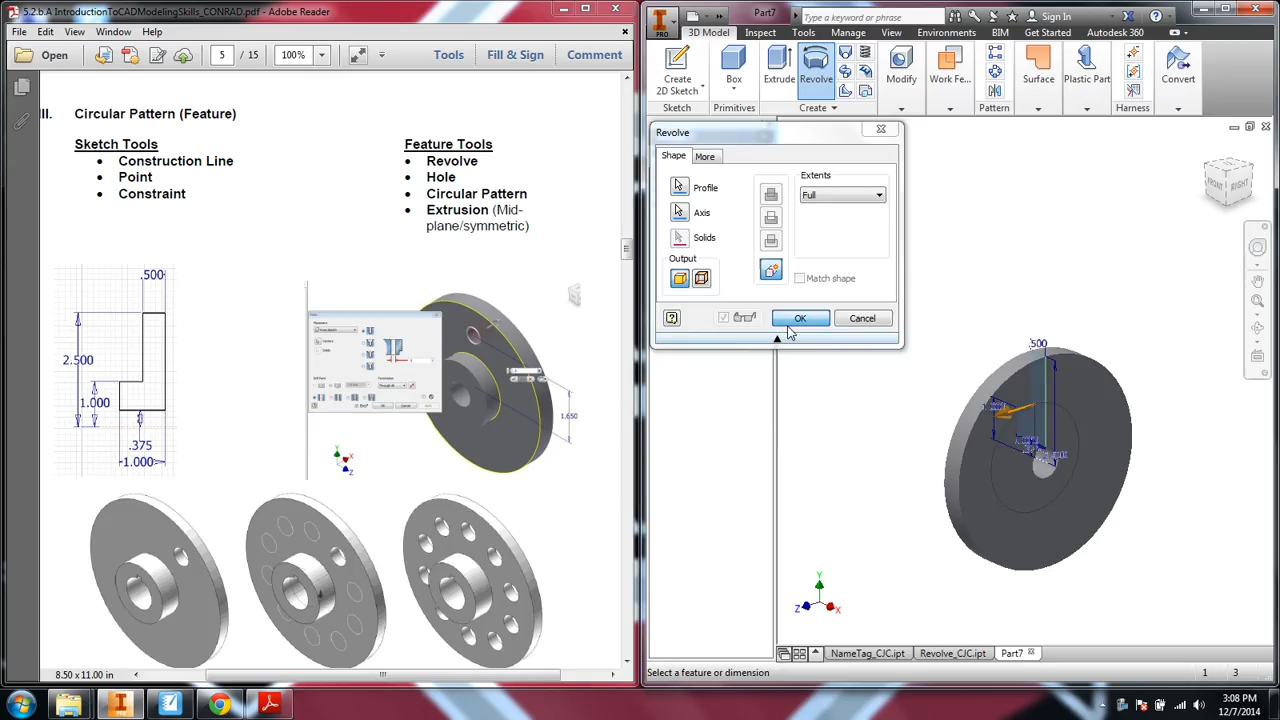 5.2.b.A IntroductionToCADModelingSkills_CONRAD.pdf - Adobe Reader
File Edit View Window Help
Open 5 / 15 100% Tools Fill & Sign Comment
III. Circular Pattern (Feature)
Sketch Tools
• Construction Line
• Point
• Constraint
Feature Tools
• Revolve
• Hole
• Circular Pattern
• Extrusion (Mid-
plane/symmetric)
.500
2.500
1.000
.375
1.000
1.650
Y
X
Z
8.50 x 11.00 in
PRO Part7 Type a keyword or phrase Sign In
3D Model Inspect Tools Manage View Environments BIM Get Started Autodesk 360
Create
2D Sketch
Box
Extrude
Revolve
Modify
Work Fe...
Surface
Plastic Part
Convert
Sketch Primitives Create Pattern Harness
Revolve
Shape More
Profile
Axis
Solids
Output
Extents
Full
Match shape
OK Cancel
FRONT RIGHT
.500
Y
Z X
NameTag_CJC.ipt Revolve_CJC.ipt Part7
Select a feature or dimension 1 3
3:08 PM
12/7/2014